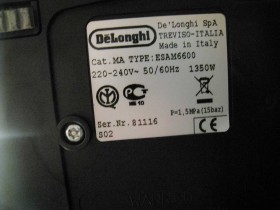 DeLonghi
De'Longhi SpA
TREVISO-ITALIA
Made in Italy
Cat.MA TYPE:ESAM6600
220-240V~ 50/60Hz 1350W
P=1,5MPa(15bar)
Ser.Nr.81116
S02
CE